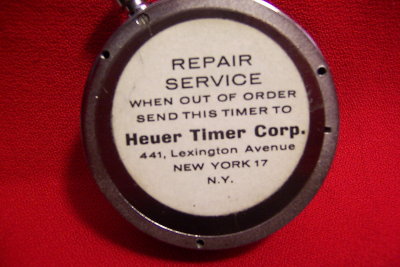 REPAIR
SERVICE
WHEN OUT OF ORDER
SEND THIS TIMER TO
Heuer Timer Corp.
441, Lexington Avenue
NEW YORK 17
N.Y.